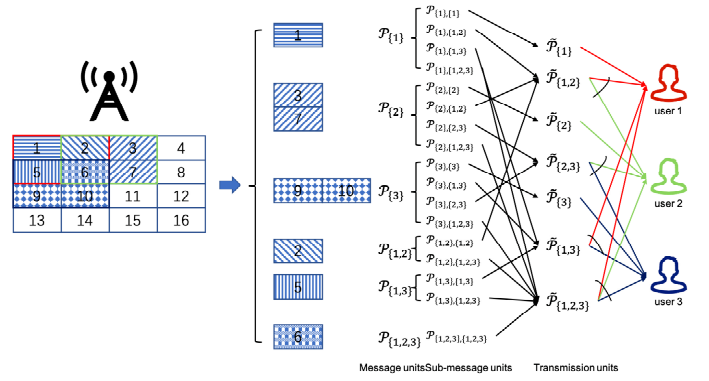 1 2 3 4
5 6 7 8
9 10 11 12
13 14 15 16
1
3
7
9 10
2
5
6
𝒫{1}
𝒫{1},{1}
𝒫{1},{1,2}
𝒫{1},{1,3}
𝒫{1},{1,2,3}
𝒫{2}
𝒫{2},{2}
𝒫{2},{1,2}
𝒫{2},{2,3}
𝒫{2},{1,2,3}
𝒫{3}
𝒫{3},{3}
𝒫{3},{1,3}
𝒫{3},{2,3}
𝒫{3},{1,2,3}
𝒫{1,2}
𝒫{1,2},{1,2}
𝒫{1,2},{1,2,3}
𝒫{1,3}
𝒫{1,3},{1,3}
𝒫{1,3},{1,2,3}
𝒫{1,2,3} 𝒫{1,2,3},{1,2,3}
𝒫̃{1}
𝒫̃{1,2}
𝒫̃{2}
𝒫̃{2,3}
𝒫̃{3}
𝒫̃{1,3}
𝒫̃{1,2,3}
user 1
user 2
user 3
Message units Sub-message units Transmission units